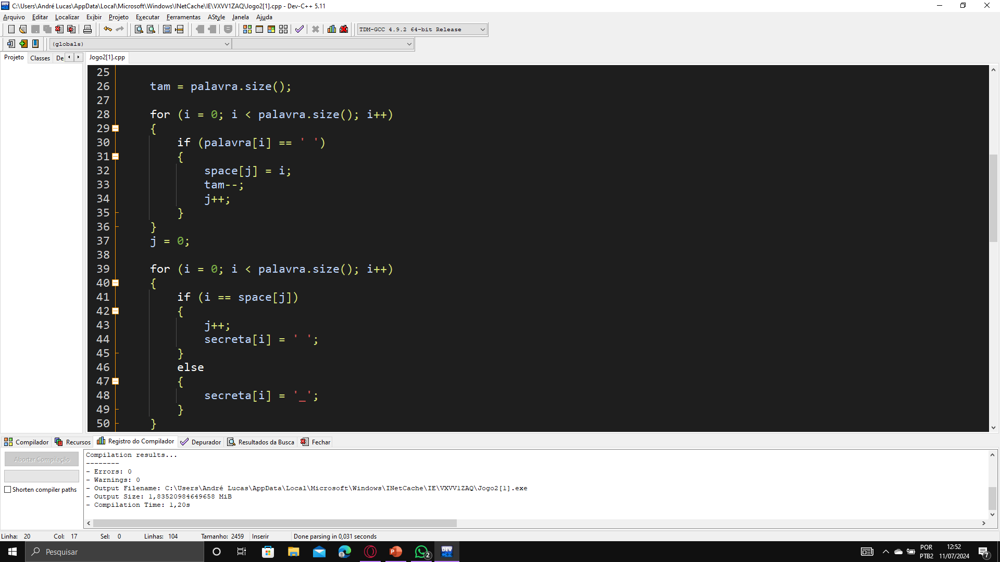 C:\Users\André Lucas\AppData\Local\Microsoft\Windows\INetCache\IE\VXVV1ZAQ\Jogo2[1].cpp - Dev-C++ 5.11
Arquivo Editar Localizar Exibir Projeto Executar Ferramentas AStyle Janela Ajuda
TDM-GCC 4.9.2 64-bit Release
(globals)
Projeto Classes De
Jogo2[1].cpp
25
26 tam = palavra.size();
27
28 for (i = 0; i < palavra.size(); i++)
29 {
30 if (palavra[i] == ' ')
31 {
32 space[j] = i;
33 tam--;
34 j++;
35 }
36 }
37 j = 0;
38
39 for (i = 0; i < palavra.size(); i++)
40 {
41 if (i == space[j])
42 {
43 j++;
44 secreta[i] = ' ';
45 }
46 else
47 {
48 secreta[i] = '_';
49 }
50 }
Compilador Recursos Registro do Compilador Depurador Resultados da Busca Fechar
Abortar Compilação
Shorten compiler paths
Compilation results...
--------
- Errors: 0
- Warnings: 0
- Output Filename: C:\Users\André Lucas\AppData\Local\Microsoft\Windows\INetCache\IE\VXVV1ZAQ\Jogo2[1].exe
- Output Size: 1,83520984649658 MiB
- Compilation Time: 1,20s
Linha: 20 Col: 17 Sel: 0 Linhas: 104 Tamanho: 2459 Inserir Done parsing in 0,031 seconds
Pesquisar
2
DEV
POR
PTB2
12:52
11/07/2024
7